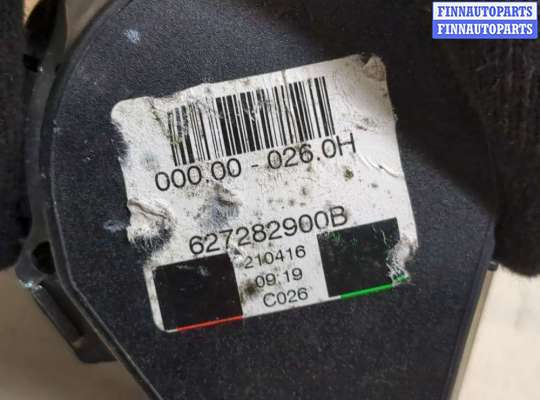 FINNAUTOPARTS
FINNAUTOPARTS
000.00 - 026.0H
627282900B
210416
09:19
C026